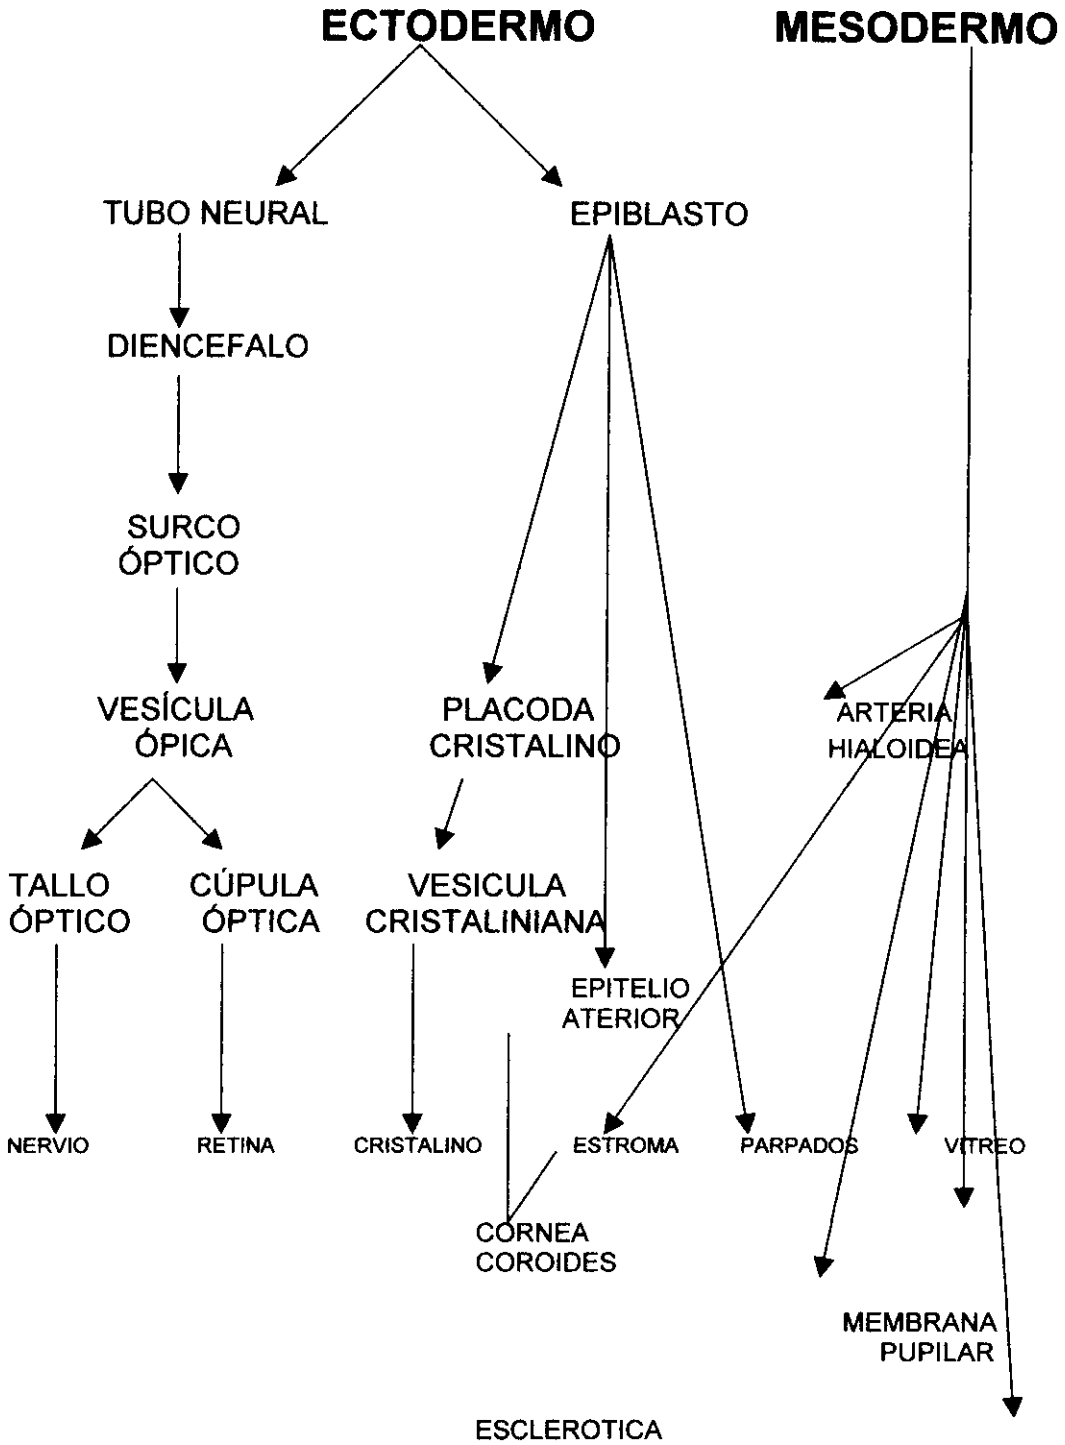 ECTODERMO
MESODERMO
TUBO NEURAL
EPIBLASTO
DIENCEFALO
SURCO
ÓPTICO
VESÍCULA
ÓPICA
PLACODA
CRISTALINO
ARTERIA
HIALOIDEA
TALLO
ÓPTICO
CÚPULA
ÓPTICA
VESICULA
CRISTALINIANA
EPITELIO
ATERIOR
NERVIO
RETINA
CRISTALINO
ESTROMA
PARPADOS
VITREO
CORNEA
COROIDES
MEMBRANA
PUPILAR
ESCLEROTICA